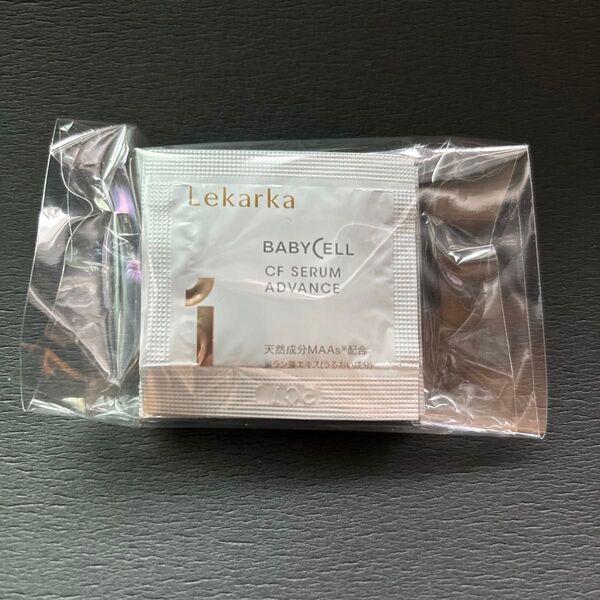 Lekarka
BABYCELL
CF SERUM
ADVANCE
1
天然成分MAAs※配合
※ラン藻エキス(うるおい成分)